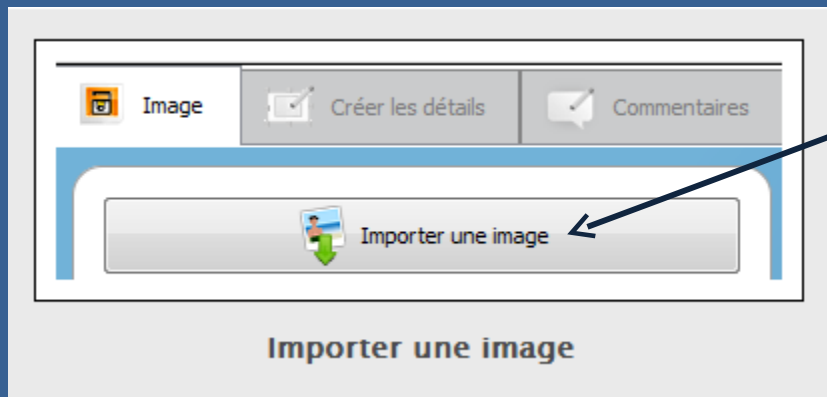 Image
Créer les détails
Commentaires
Importer une image
Importer une image